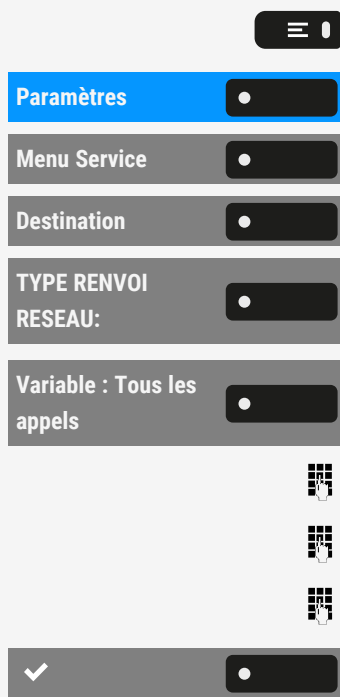 Paramètres
Menu Service
Destination
TYPE RENVOI
RESEAU:
Variable : Tous les
appels